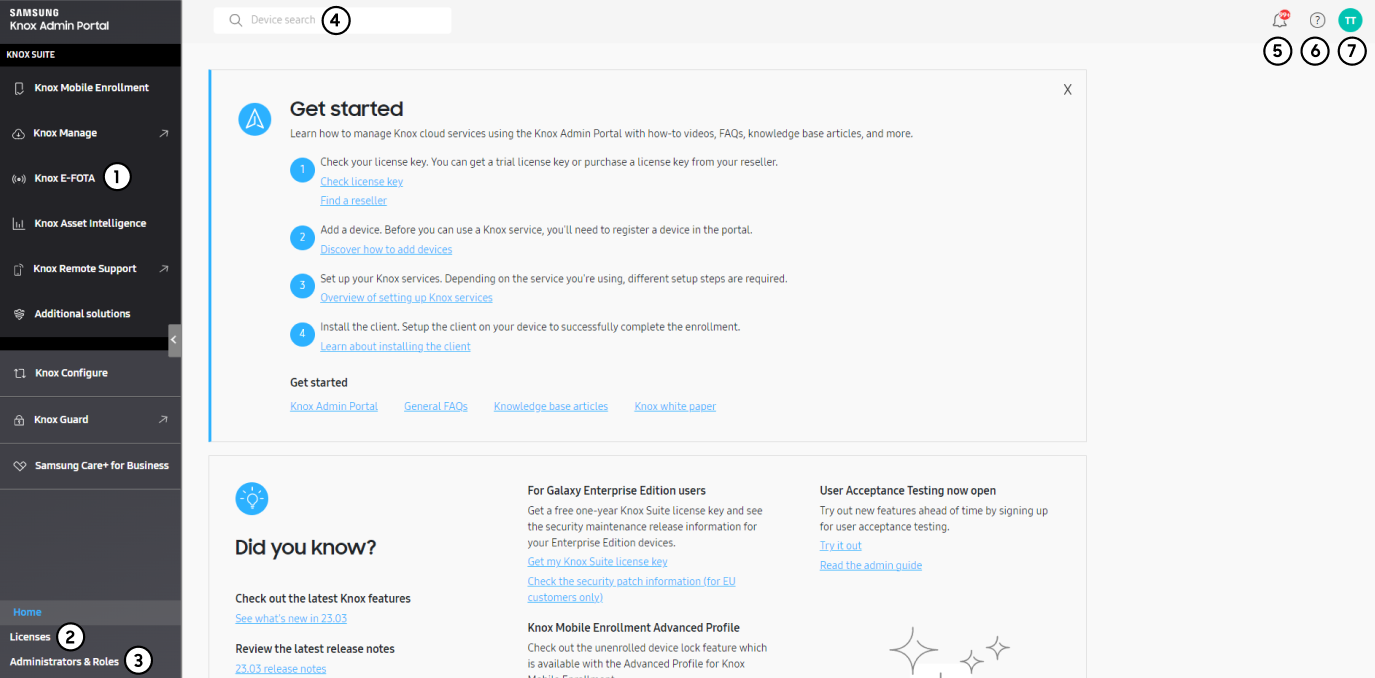 SAMSUNG
Knox Admin Portal
KNOX SUITE
Knox Mobile Enrollment
Knox Manage
Knox E-FOTA 1
Knox Asset Intelligence
Knox Remote Support
Additional solutions
Knox Configure
Knox Guard
Samsung Care+ for Business
Home
Licenses 2
Administrators & Roles 3
Device search 4
99+
?
TT
5 6 7
X
Get started
Learn how to manage Knox cloud services using the Knox Admin Portal with how-to videos, FAQs, knowledge base articles, and more.
1 Check your license key. You can get a trial license key or purchase a license key from your reseller.
Check license key
Find a reseller
2 Add a device. Before you can use a Knox service, you'll need to register a device in the portal.
Discover how to add devices
3 Set up your Knox services. Depending on the service you're using, different setup steps are required.
Overview of setting up Knox services
4 Install the client. Setup the client on your device to successfully complete the enrollment.
Learn about installing the client
Get started
Knox Admin Portal General FAQs Knowledge base articles Knox white paper
Did you know?
Check out the latest Knox features
See what's new in 23.03
Review the latest release notes
23.03 release notes
For Galaxy Enterprise Edition users
Get a free one-year Knox Suite license key and see
the security maintenance release information for
your Enterprise Edition devices.
Get my Knox Suite license key
Check the security patch information (for EU
customers only)
Knox Mobile Enrollment Advanced Profile
Check out the unenrolled device lock feature which
is available with the Advanced Profile for Knox
Mobile Enrollment
User Acceptance Testing now open
Try out new features ahead of time by signing up
for user acceptance testing.
Try it out
Read the admin guide